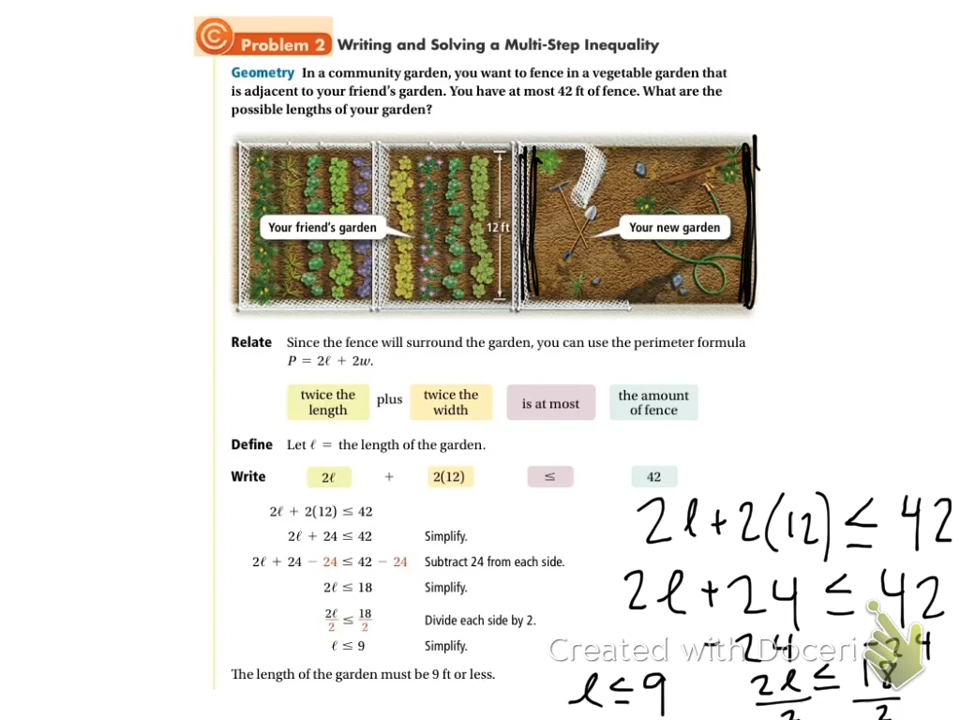 C Problem 2 Writing and Solving a Multi-Step Inequality
Geometry In a community garden, you want to fence in a vegetable garden that
is adjacent to your friend's garden. You have at most 42 ft of fence. What are the
possible lengths of your garden?
Your friend's garden
12 ft
Your new garden
Relate Since the fence will surround the garden, you can use the perimeter formula
P = 2ℓ + 2w.
twice the length plus twice the width is at most the amount of fence
Define Let ℓ = the length of the garden.
Write 2ℓ + 2(12) ≤ 42
2ℓ + 2(12) ≤ 42
2ℓ + 24 ≤ 42 Simplify.
2ℓ + 24 − 24 ≤ 42 − 24 Subtract 24 from each side.
2ℓ ≤ 18 Simplify.
2ℓ/2 ≤ 18/2 Divide each side by 2.
ℓ ≤ 9 Simplify.
The length of the garden must be 9 ft or less.
2ℓ+2(12) ≤ 42
2ℓ+24 ≤ 42
-24 -24
2ℓ/2 ≤ 18/2
ℓ ≤ 9
Created with Doceri